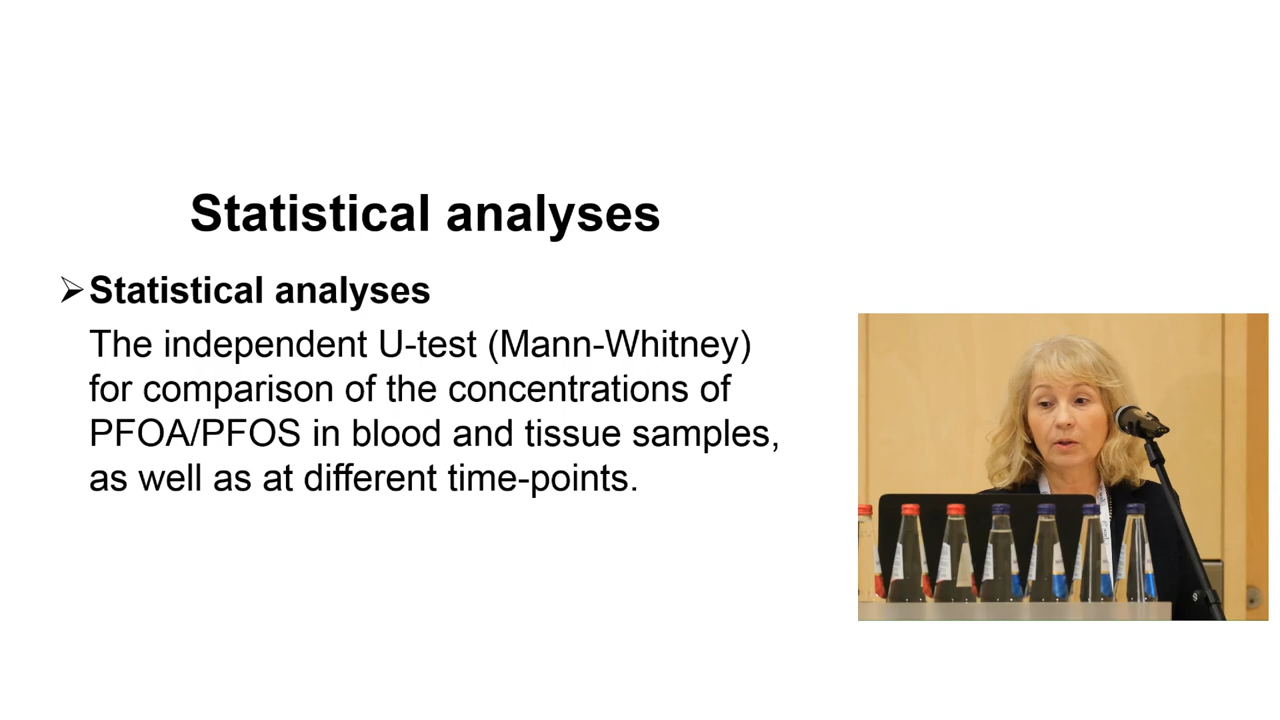 Statistical analyses
Statistical analyses
The independent U-test (Mann-Whitney)
for comparison of the concentrations of
PFOA/PFOS in blood and tissue samples,
as well as at different time-points.